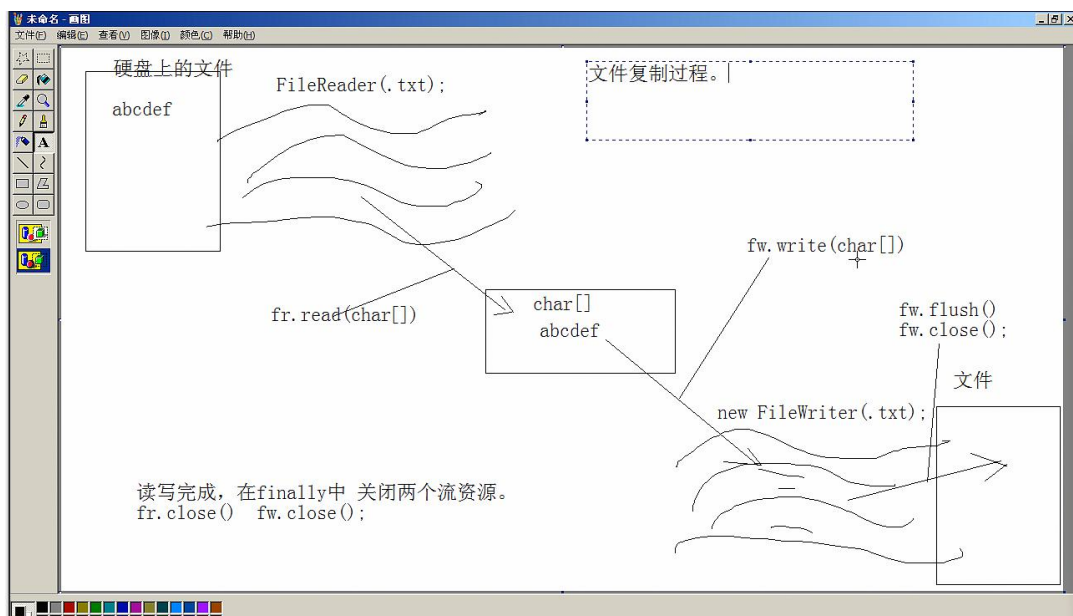 未命名 - 画图
文件(F) 编辑(E) 查看(V) 图像(I) 颜色(C) 帮助(H)
硬盘上的文件
abcdef
FileReader(.txt);
文件复制过程。
fw.write(char[])
fr.read(char[])
char[]
abcdef
fw.flush()
fw.close();
文件
new FileWriter(.txt);
读写完成, 在finally中 关闭两个流资源。
fr.close() fw.close();